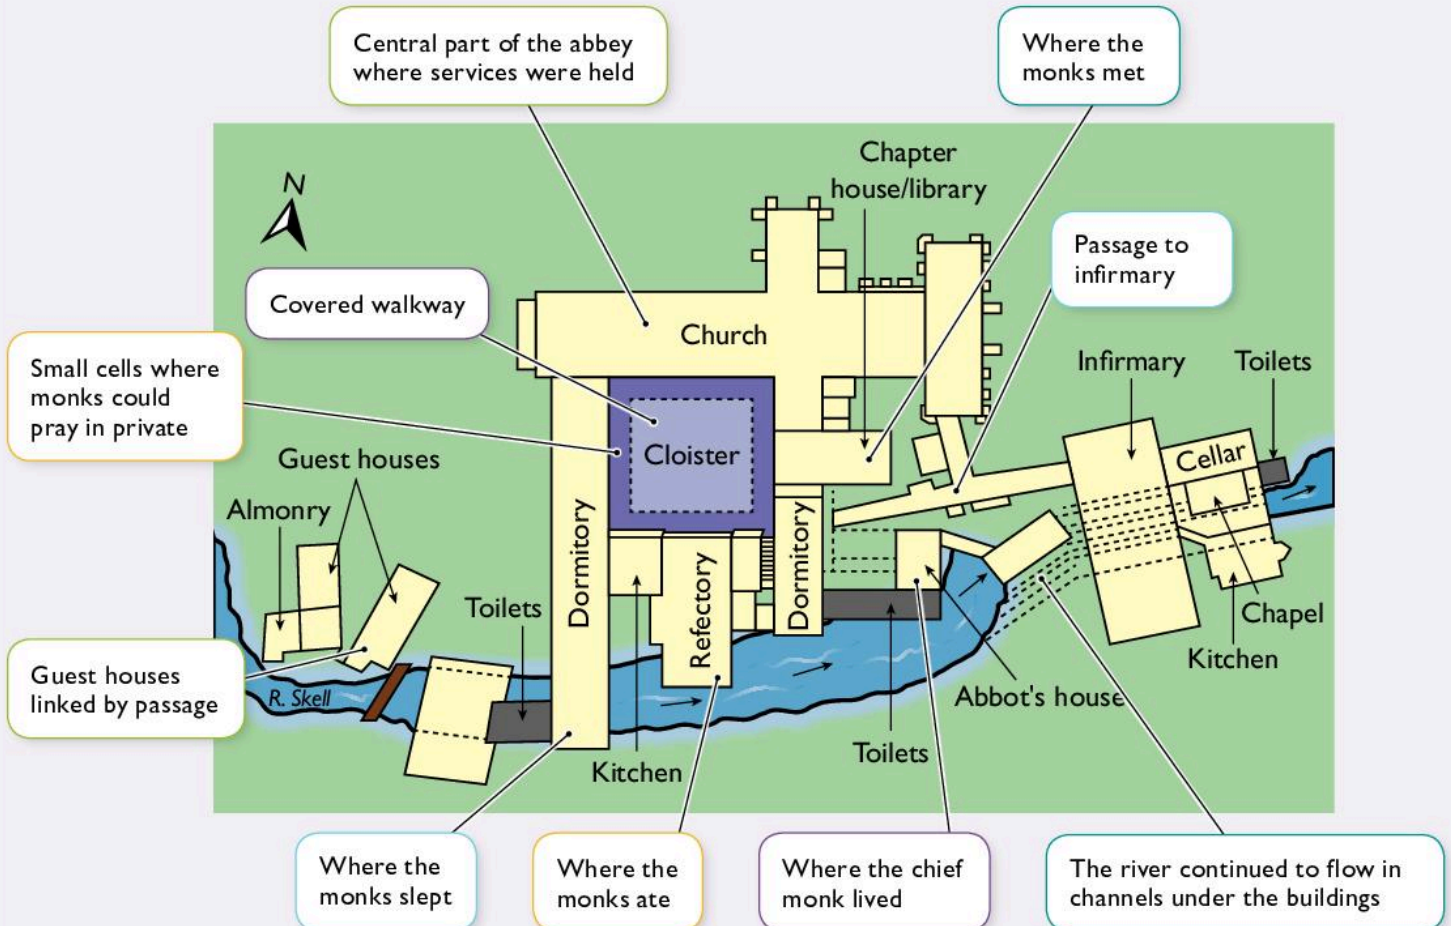 Central part of the abbey
where services were held
Where the
monks met
Chapter
house/library
N
Passage to
infirmary
Covered walkway
Church
Small cells where
monks could
pray in private
Infirmary
Toilets
Cloister
Cellar
Guest houses
Almonry
Dormitory
Dormitory
Refectory
Toilets
Chapel
Kitchen
Guest houses
linked by passage
R. Skell
Abbot's house
Toilets
Kitchen
Where the
monks slept
Where the
monks ate
Where the chief
monk lived
The river continued to flow in
channels under the buildings